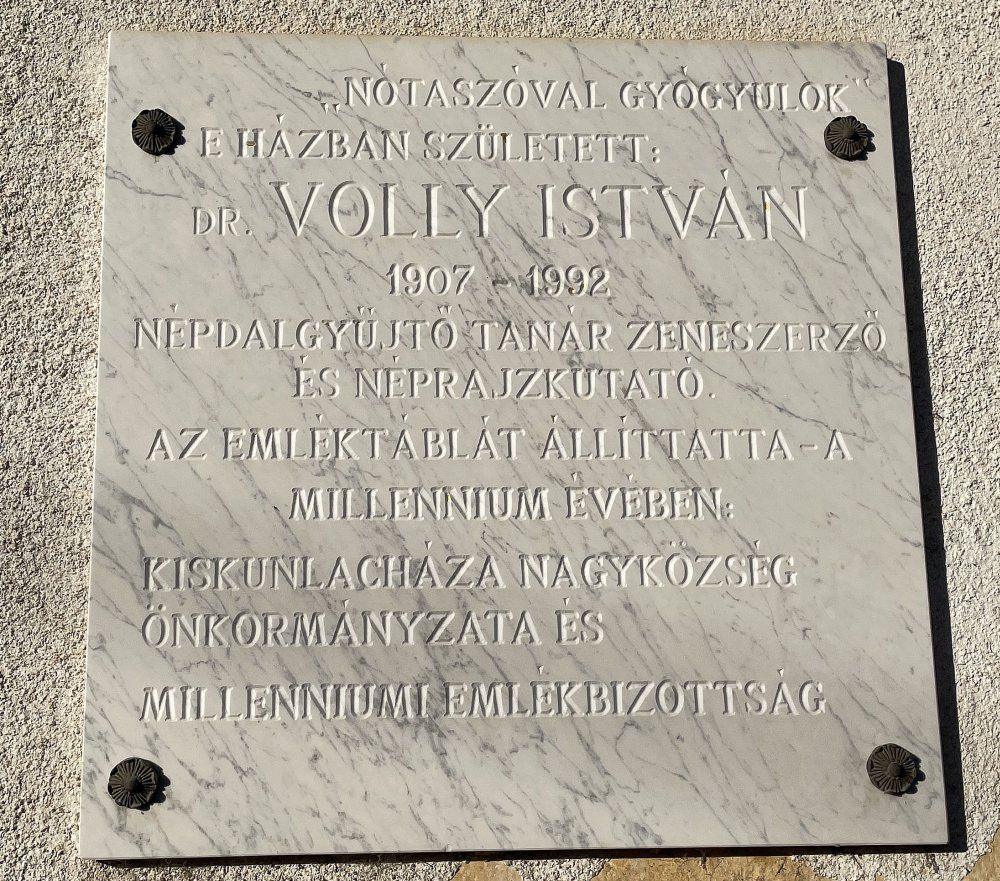 „NÓTASZÓVAL GYÓGYULOK"
E HÁZBAN SZÜLETETT:
DR. VOLLY ISTVÁN
1907 - 1992
NÉPDALGYŰJTŐ TANÁR ZENESZERZŐ
ÉS NÉPRAJZKUTATÓ.
AZ EMLÉKTÁBLÁT ÁLLÍTTATTA-A
MILLENNIUM ÉVÉBEN:
KISKUNLACHÁZA NAGYKÖZSÉG
ÖNKORMÁNYZATA ÉS
MILLENNIUMI EMLÉKBIZOTTSÁG